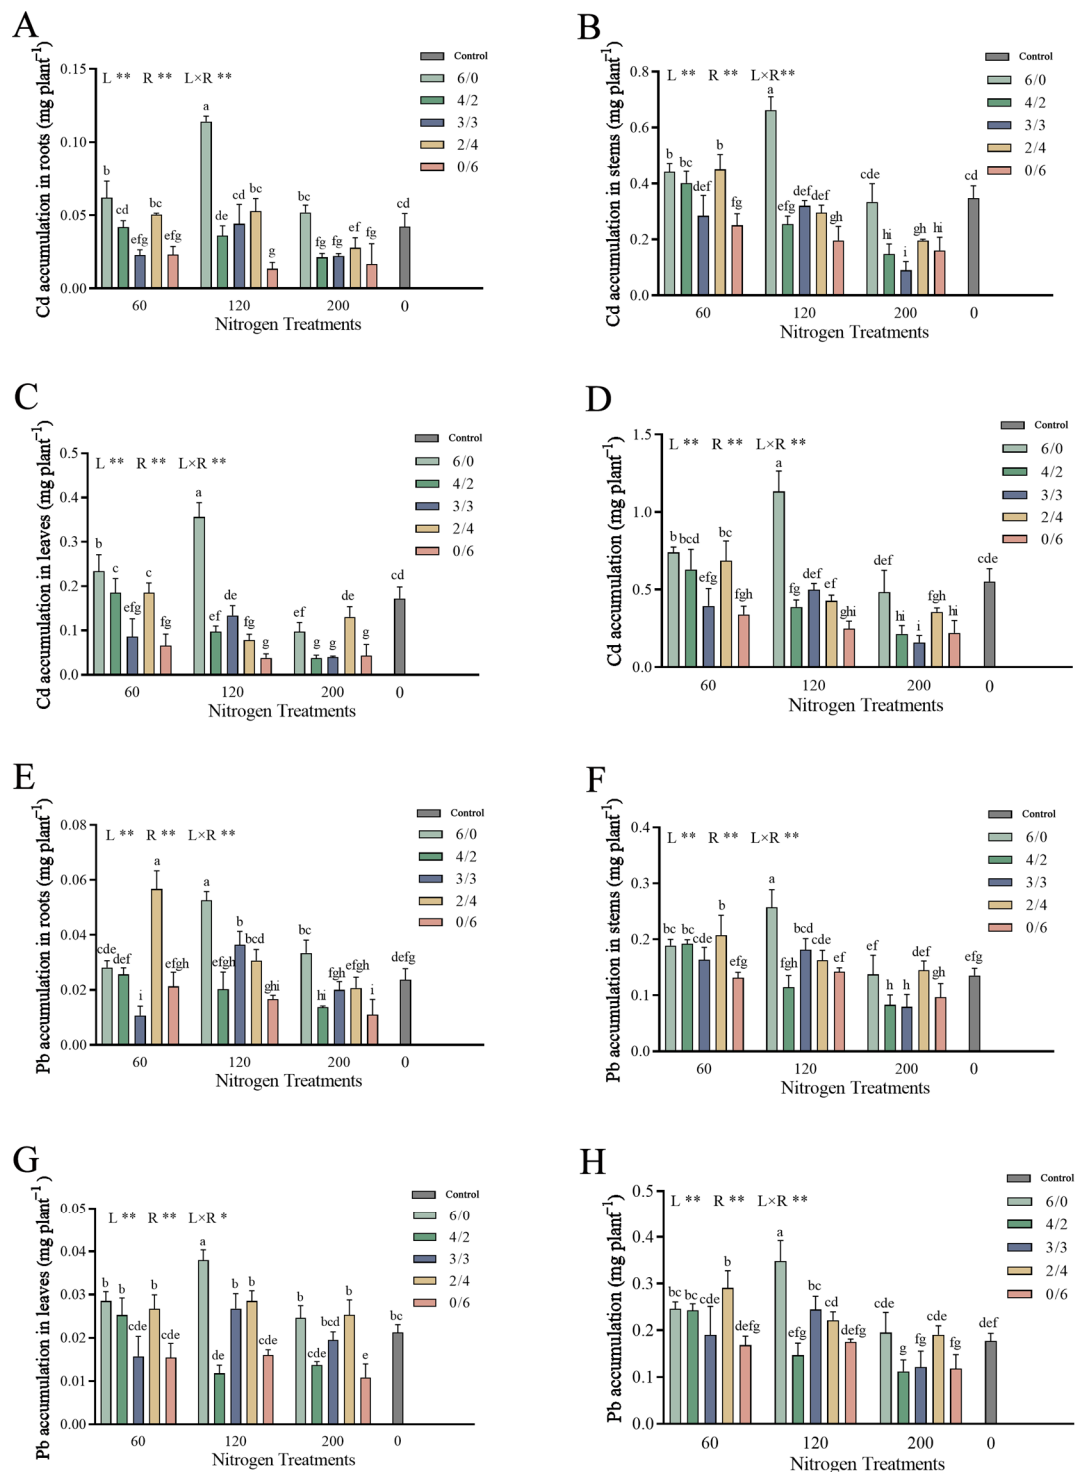 A
Cd accumulation in roots (mg plant⁻¹)
L ** R ** L×R **
0.15
0.10
0.05
0.00
b cd efg bc efg
a de cd bc g
bc fg fg ef fg
cd
60 120 200 0
Nitrogen Treatments
Control
6/0
4/2
3/3
2/4
0/6
B
Cd accumulation in stems (mg plant⁻¹)
L ** R ** L×R**
0.8
0.6
0.4
0.2
0.0
b bc def b fg
a efg def def gh
cde hi i gh hi
cd
60 120 200 0
Nitrogen Treatments
Control
6/0
4/2
3/3
2/4
0/6
C
Cd accumulation in leaves (mg plant⁻¹)
L ** R ** L×R **
0.5
0.4
0.3
0.2
0.1
0.0
b c efg c fg
a efg de fg g
ef g g de g
cd
60 120 200 0
Nitrogen Treatments
Control
6/0
4/2
3/3
2/4
0/6
D
Cd accumulation (mg plant⁻¹)
L ** R ** L×R **
1.5
1.0
0.5
0.0
b bcd efg bc fgh
a fg def ef ghi
def hi i fgh hi
cde
60 120 200 0
Nitrogen Treatments
Control
6/0
4/2
3/3
2/4
0/6
E
Pb accumulation in roots (mg plant⁻¹)
L ** R ** L×R **
0.08
0.06
0.04
0.02
0.00
cde def i a efgh
a efgh b bcd ghi
bc hi fgh efgh i
defg
60 120 200 0
Nitrogen Treatments
Control
6/0
4/2
3/3
2/4
0/6
F
Pb accumulation in stems (mg plant⁻¹)
L ** R ** L×R **
0.4
0.3
0.2
0.1
0.0
bc bc cde b efg
a fgh bcd cde ef
ef h h def gh
efg
60 120 200 0
Nitrogen Treatments
Control
6/0
4/2
3/3
2/4
0/6
G
Pb accumulation in leaves (mg plant⁻¹)
L ** R ** L×R *
0.05
0.04
0.03
0.02
0.01
0.00
b b cde b cde
a de b b cde
b cde bcd b e
bc
60 120 200 0
Nitrogen Treatments
Control
6/0
4/2
3/3
2/4
0/6
H
Pb accumulation (mg plant⁻¹)
L ** R ** L×R **
0.5
0.4
0.3
0.2
0.1
0.0
bc bc cde b defg
a efg bc cd defg
cde g fg cde fg
def
60 120 200 0
Nitrogen Treatments
Control
6/0
4/2
3/3
2/4
0/6